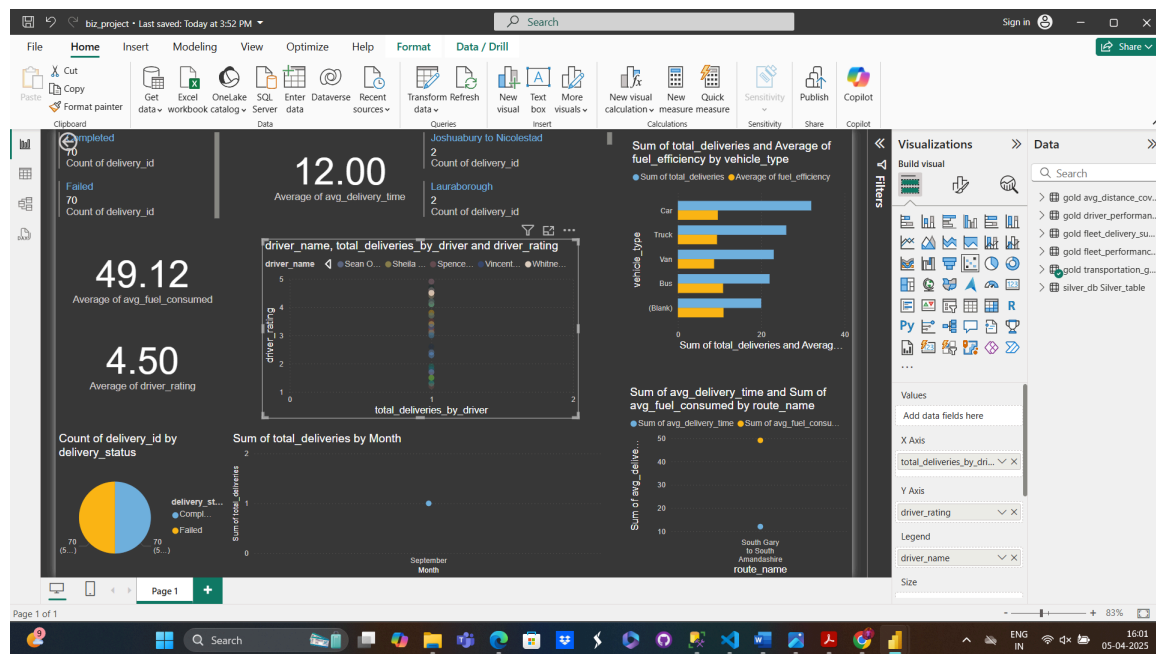 biz_project • Last saved: Today at 3:52 PM
Search
Sign in
File Home Insert Modeling View Optimize Help Format Data / Drill
Share
Paste
Cut
Copy
Format painter
Clipboard
Get data
Excel workbook
OneLake catalog
SQL Server
Enter data
Dataverse
Recent sources
Data
Transform data
Refresh
Queries
New visual
Text box
More visuals
Insert
New visual calculation
New measure
Quick measure
Calculations
Sensitivity
Sensitivity
Publish
Share
Copilot
Copilot
70
Count of delivery_id
Failed
70
Count of delivery_id
12.00
Average of avg_delivery_time
Joshuabury to Nicolestad
2
Count of delivery_id
Lauraborough
2
Count of delivery_id
Sum of total_deliveries and Average of
fuel_efficiency by vehicle_type
Sum of total_deliveries Average of fuel_efficiency
vehicle_type
Car
Truck
Van
Bus
(Blank)
0 20 40
Sum of total_deliveries and Averag...
49.12
Average of avg_fuel_consumed
4.50
Average of driver_rating
driver_name, total_deliveries_by_driver and driver_rating
driver_name Sean O... Sheila ... Spence... Vincent... Whitne...
driver_rating
5
4
3
2
1
0 1 2
total_deliveries_by_driver
Count of delivery_id by
delivery_status
delivery_st...
Compl...
Failed
70
(5...)
70
(5...)
Sum of total_deliveries by Month
Sum of total_deliveries
2
1
0
September
Month
Sum of avg_delivery_time and Sum of
avg_fuel_consumed by route_name
Sum of avg_delivery_time Sum of avg_fuel_consu...
Sum of avg_delive...
50
40
30
20
10
South Gary
to South
Amandashire
route_name
Filters
Visualizations
Build visual
R
Py
123
...
Values
Add data fields here
X Axis
total_deliveries_by_dri...
Y Axis
driver_rating
Legend
driver_name
Size
Data
Search
gold avg_distance_cov...
gold driver_performan...
gold fleet_delivery_su...
gold fleet_performanc...
gold transportation_g...
silver_db Silver_table
Page 1
Page 1 of 1
83%
9
Search
ENG
IN
16:01
05-04-2025